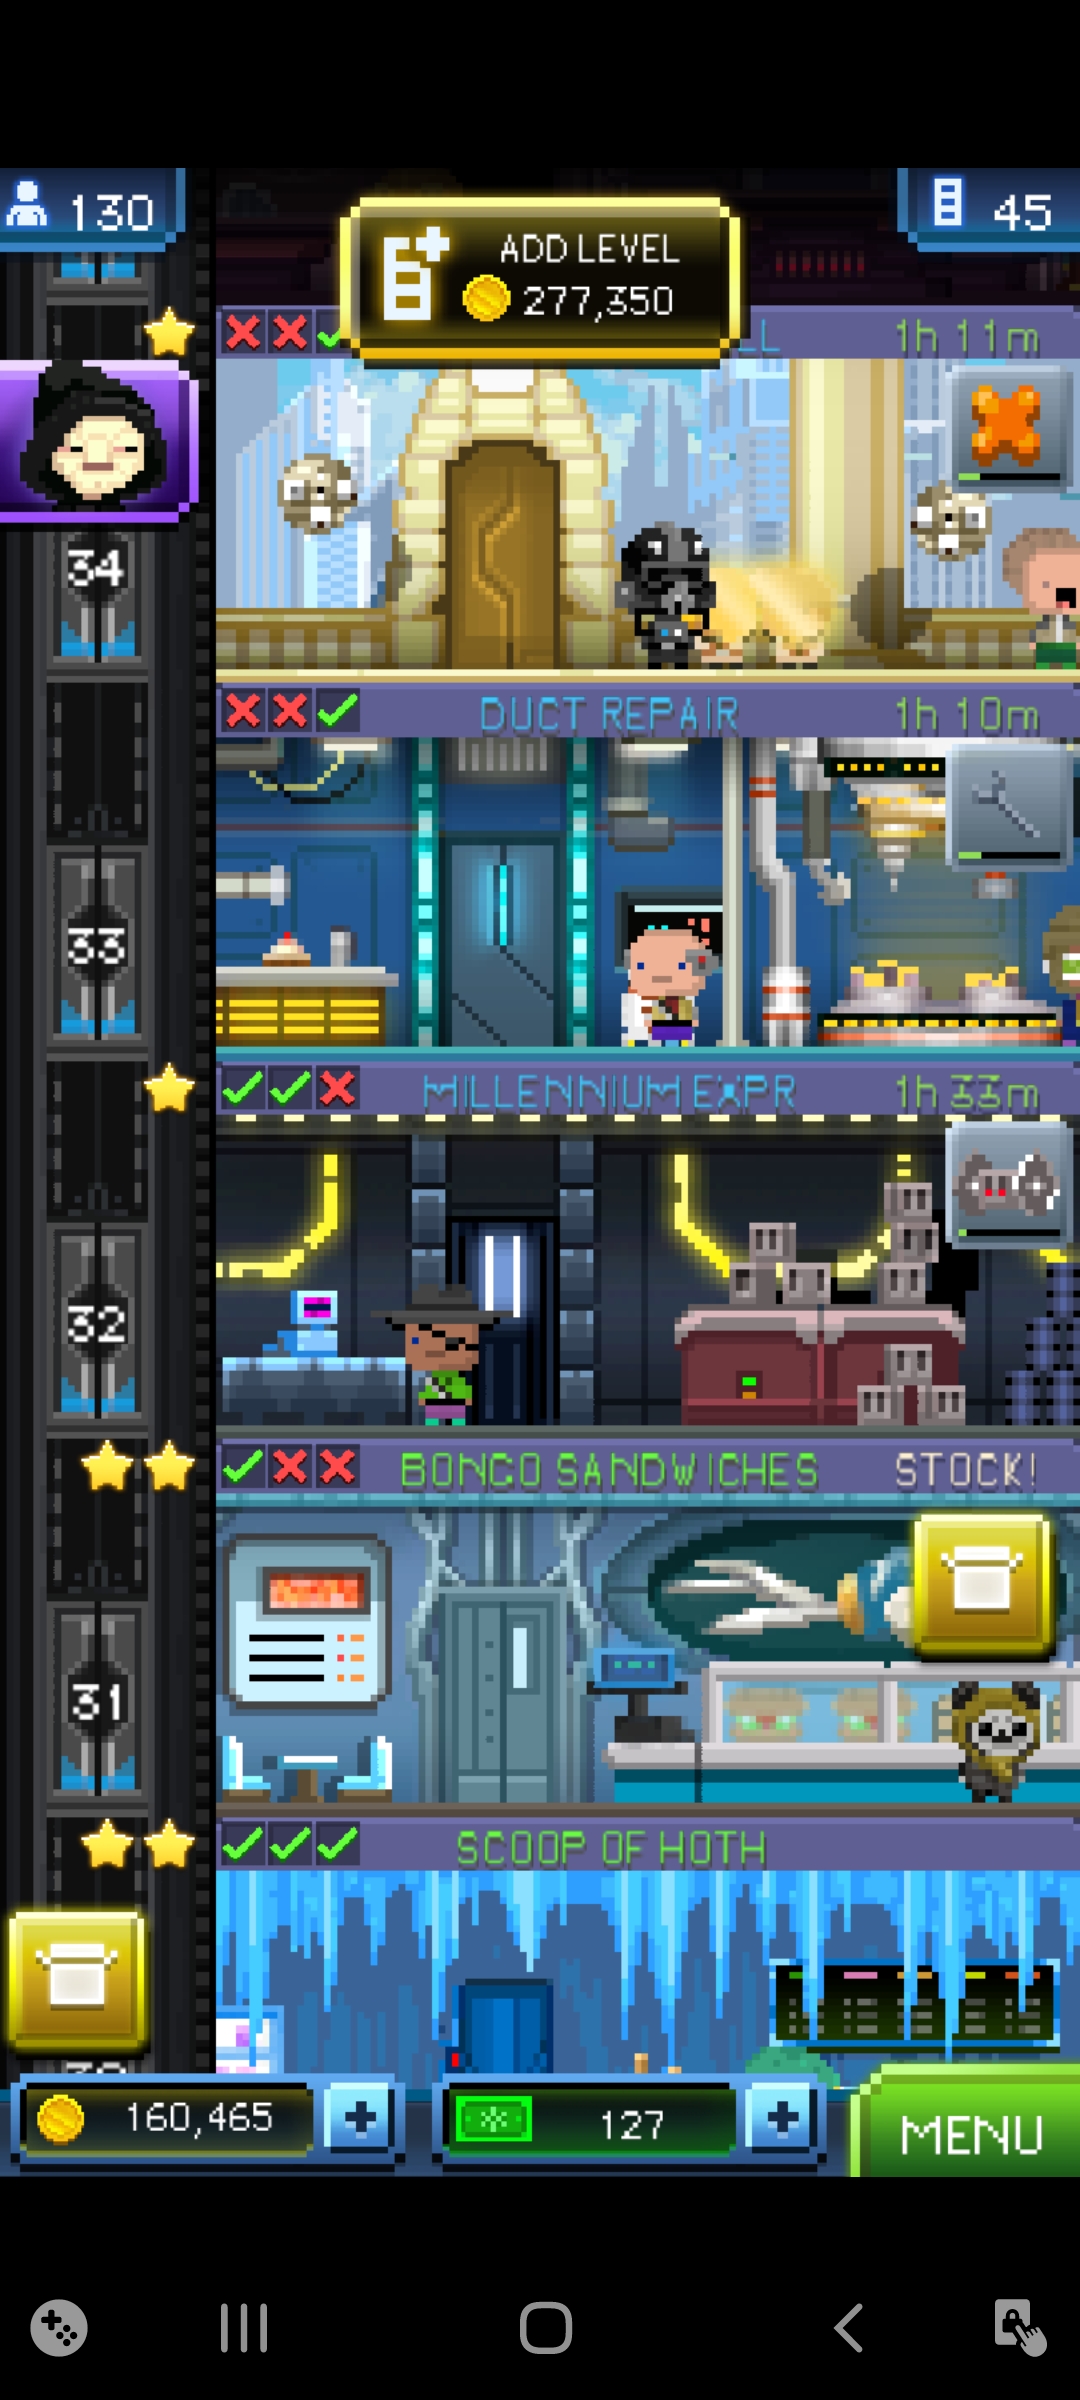 130
45
ADD LEVEL
277,350
LL
1h 11m
34
DUCT REPAIR
1h 10m
33
MILLENNIUM EXPR
1h 33m
32
BONGO SANDWICHES
STOCK!
31
SCOOP OF HOTH
160,465
127
MENU